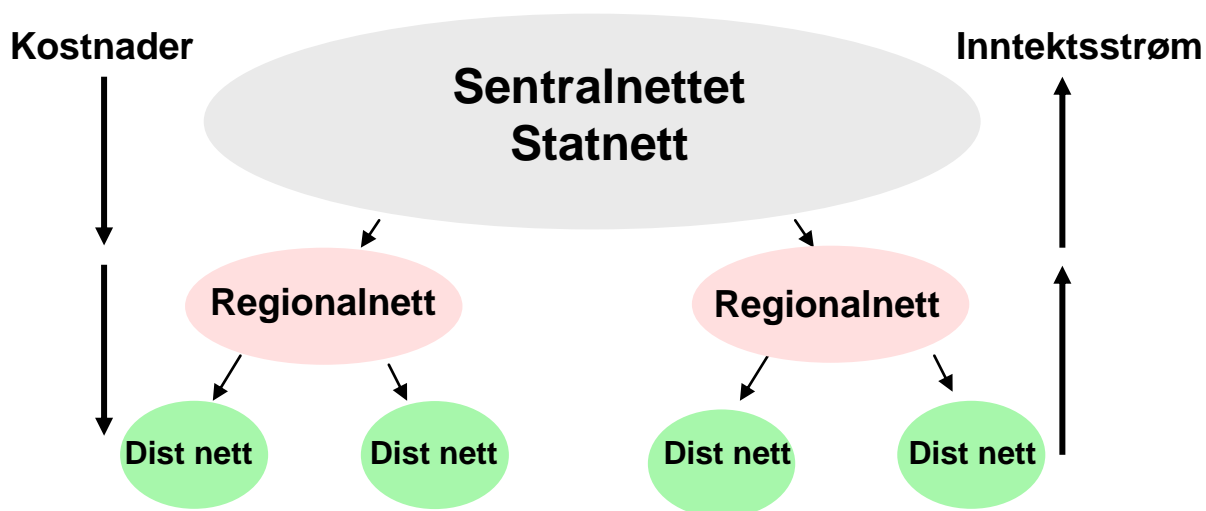 Kostnader
Inntektsstrøm
Sentralnettet
Statnett
Regionalnett
Regionalnett
Dist nett
Dist nett
Dist nett
Dist nett